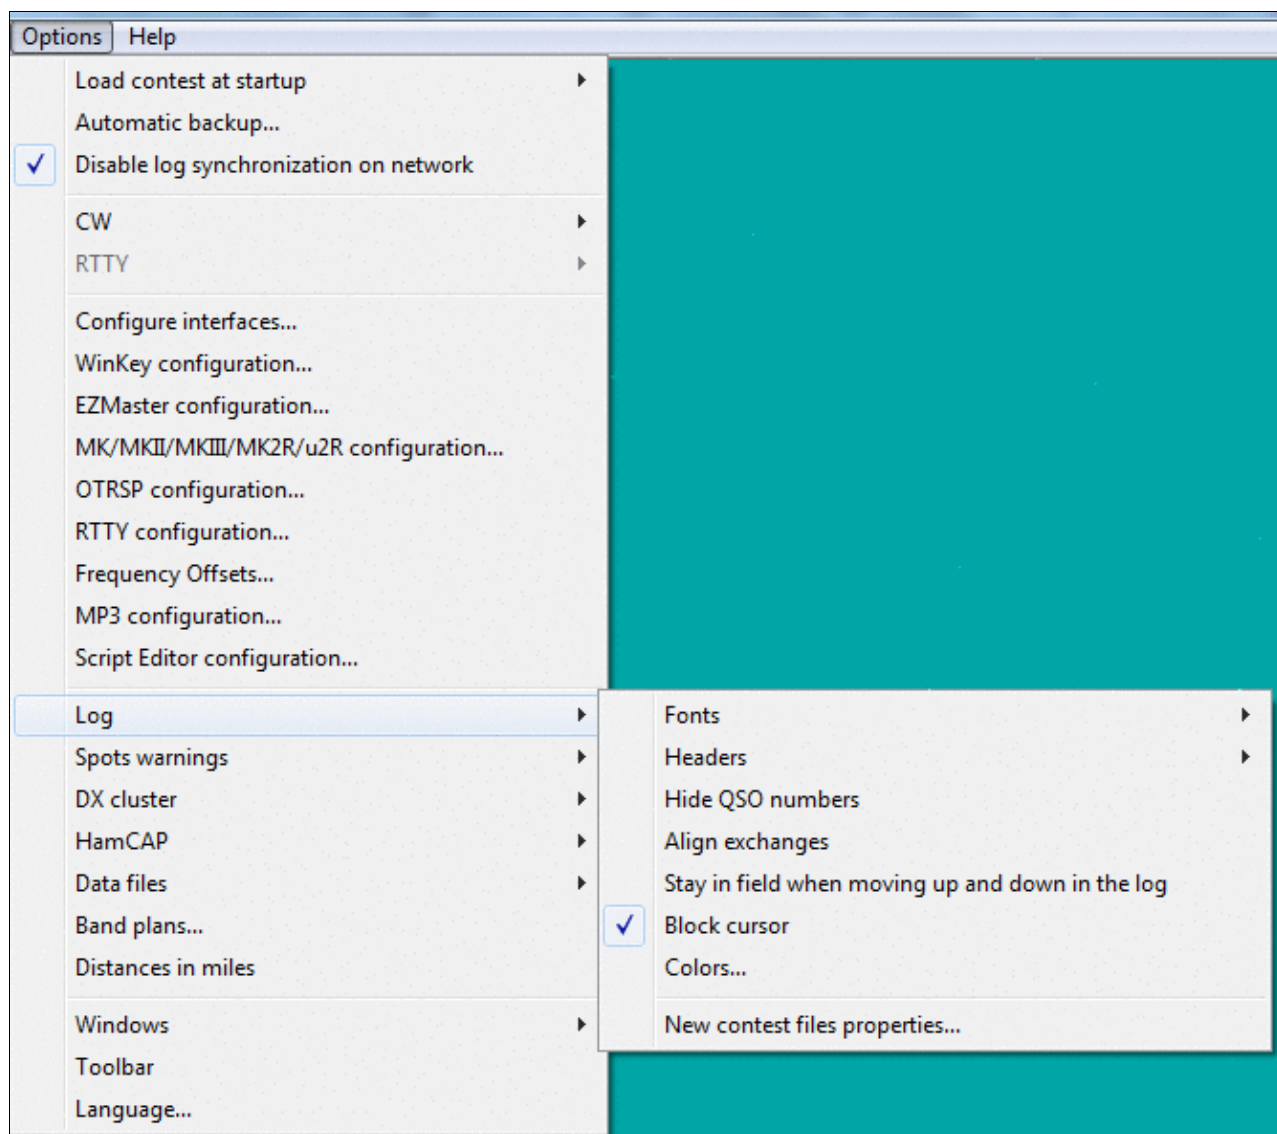 Options Help
Load contest at startup
Automatic backup...
Disable log synchronization on network
CW
RTTY
Configure interfaces...
WinKey configuration...
EZMaster configuration...
MK/MKII/MKIII/MK2R/u2R configuration...
OTRSP configuration...
RTTY configuration...
Frequency Offsets...
MP3 configuration...
Script Editor configuration...
Log
Spots warnings
DX cluster
HamCAP
Data files
Band plans...
Distances in miles
Windows
Toolbar
Language...
Fonts
Headers
Hide QSO numbers
Align exchanges
Stay in field when moving up and down in the log
Block cursor
Colors...
New contest files properties...